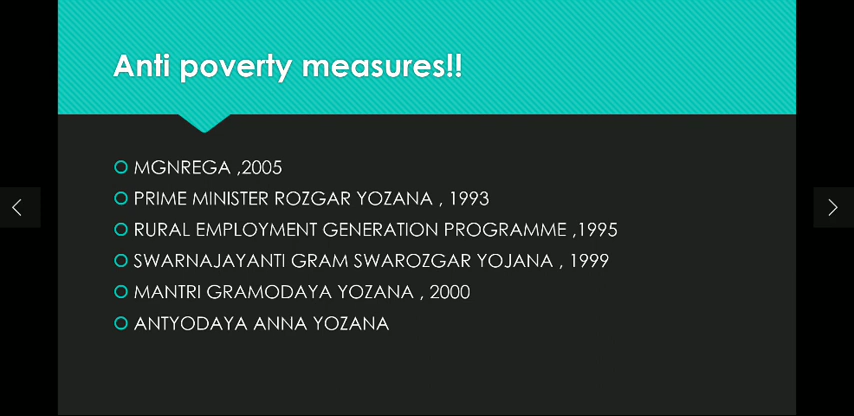 Anti poverty measures!!
MGNREGA ,2005
PRIME MINISTER ROZGAR YOZANA , 1993
RURAL EMPLOYMENT GENERATION PROGRAMME ,1995
SWARNAJAYANTI GRAM SWAROZGAR YOJANA , 1999
MANTRI GRAMODAYA YOZANA , 2000
ANTYODAYA ANNA YOZANA